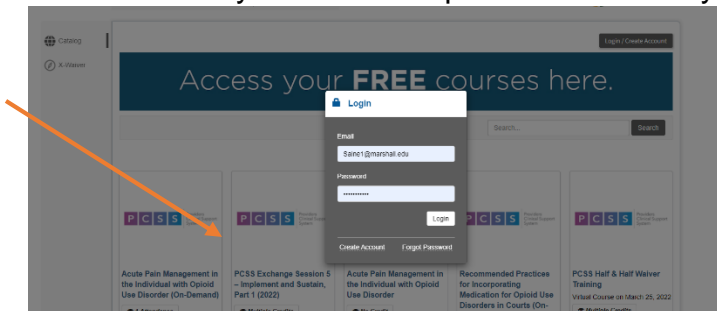 Catalog
Login / Create Account
X-Waiver
Access your FREE courses here.
Login
Email
Saine1@marshall.edu
Password
Login
Create Account Forgot Password
Search...
Search
PCSS
PCSS
PCSS
PCSS
Acute Pain Management in
the Individual with Opioid
Use Disorder (On-Demand)
PCSS Exchange Session 5
– Implement and Sustain,
Part 1 (2022)
Multiple Credits
Acute Pain Management in
the Individual with Opioid
Use Disorder
No Credit
Recommended Practices
for Incorporating
Medication for Opioid Use
Disorders in Courts (On-
PCSS Half & Half Waiver
Training
Virtual Course on March 25, 2022
Multiple Credits